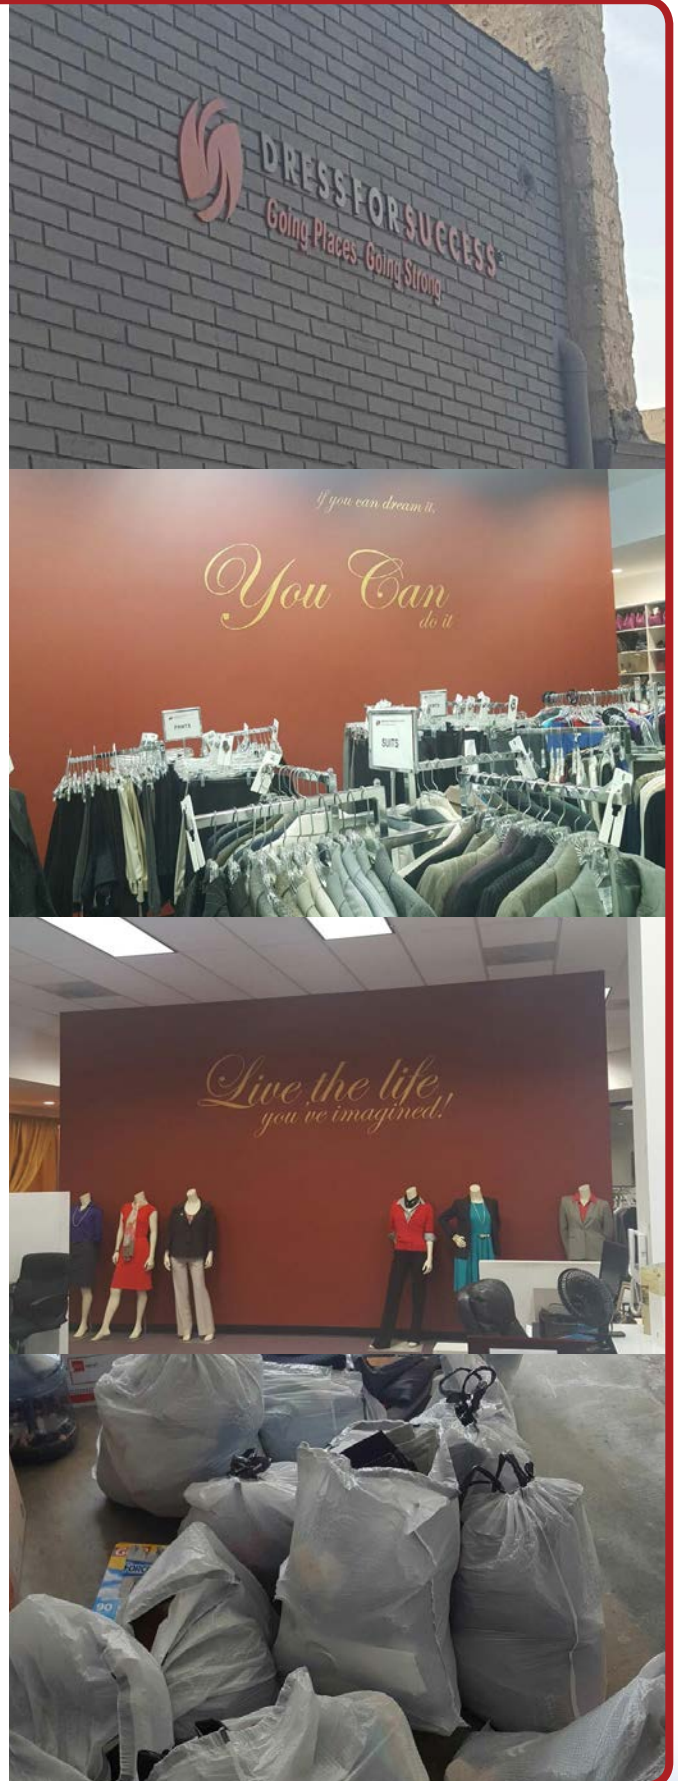 DRESS FOR SUCCESS
Going Places. Going Strong.
if you can dream it,
You Can
do it
PANTS
SUITS
Live the life
you've imagined!
90